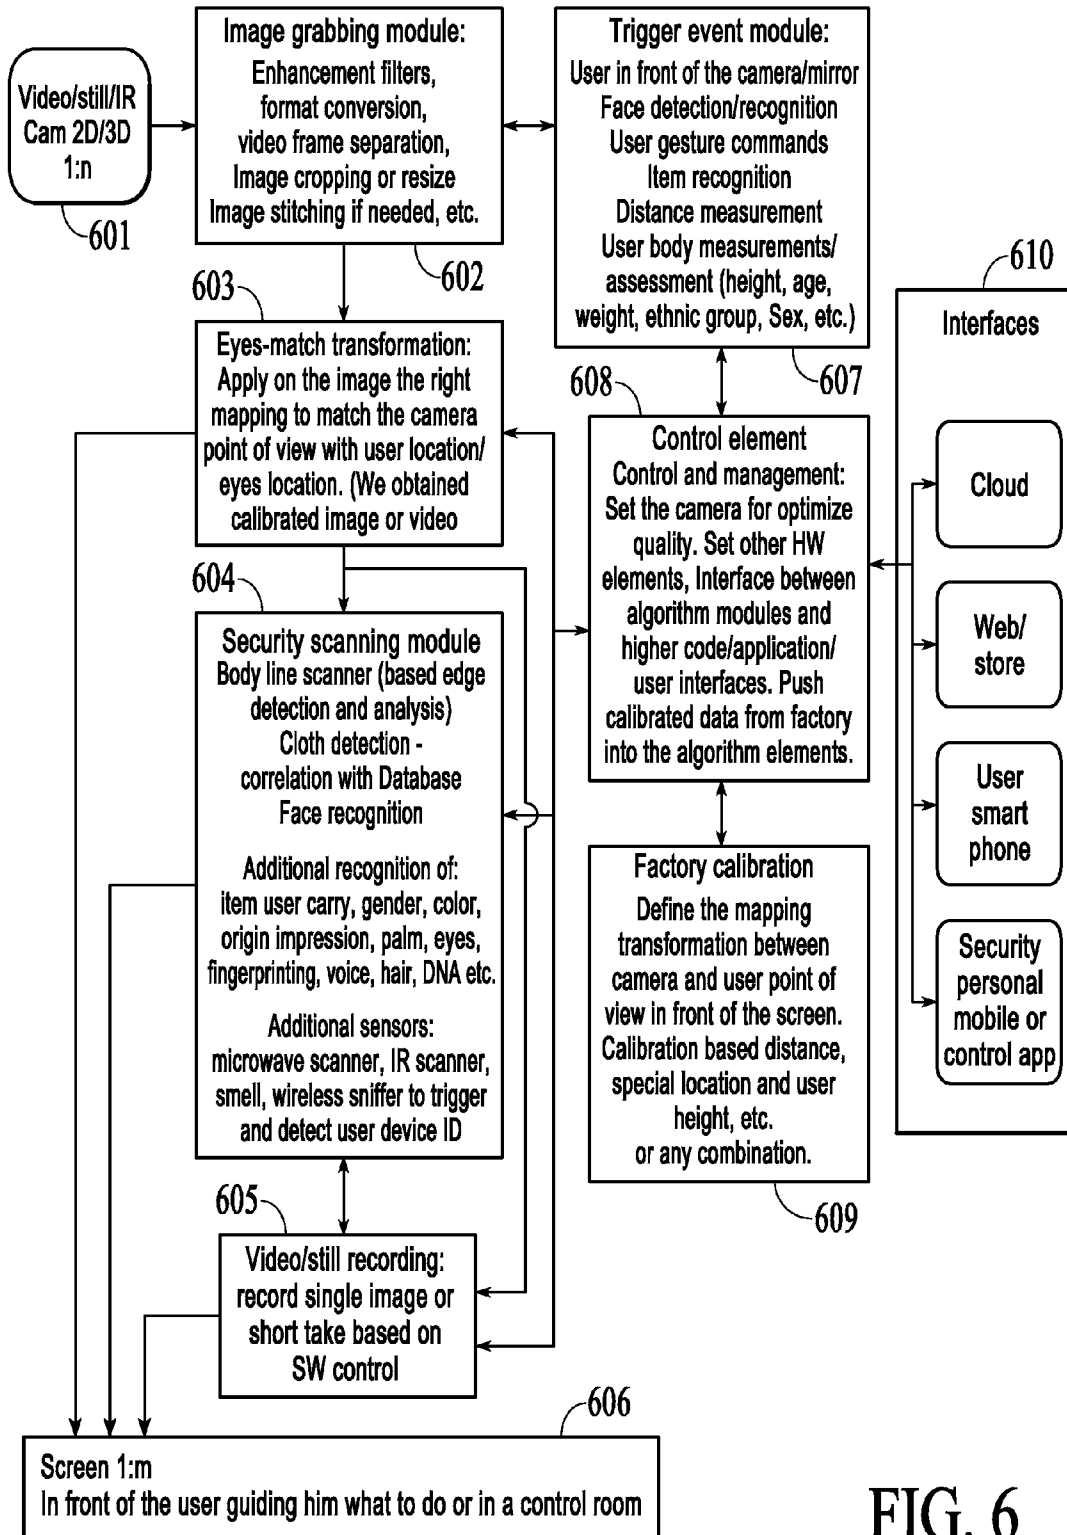 Video/still/IR
Cam 2D/3D
1:n
601
Image grabbing module:
Enhancement filters,
format conversion,
video frame separation,
Image cropping or resize
Image stitching if needed, etc.
602
Trigger event module:
User in front of the camera/mirror
Face detection/recognition
User gesture commands
Item recognition
Distance measurement
User body measurements/
assessment (height, age,
weight, ethnic group, Sex, etc.)
607
603
Eyes-match transformation:
Apply on the image the right
mapping to match the camera
point of view with user location/
eyes location. (We obtained
calibrated image or video
608
Control element
Control and management:
Set the camera for optimize
quality. Set other HW
elements, Interface between
algorithm modules and
higher code/application/
user interfaces. Push
calibrated data from factory
into the algorithm elements.
610
Interfaces
Cloud
Web/
store
User
smart
phone
Security
personal
mobile or
control app
604
Security scanning module
Body line scanner (based edge
detection and analysis)
Cloth detection -
correlation with Database
Face recognition
Additional recognition of:
item user carry, gender, color,
origin impression, palm, eyes,
fingerprinting, voice, hair, DNA etc.
Additional sensors:
microwave scanner, IR scanner,
smell, wireless sniffer to trigger
and detect user device ID
Factory calibration
Define the mapping
transformation between
camera and user point of
view in front of the screen.
Calibration based distance,
special location and user
height, etc.
or any combination.
609
605
Video/still recording:
record single image or
short take based on
SW control
606
Screen 1:m
In front of the user guiding him what to do or in a control room
FIG. 6